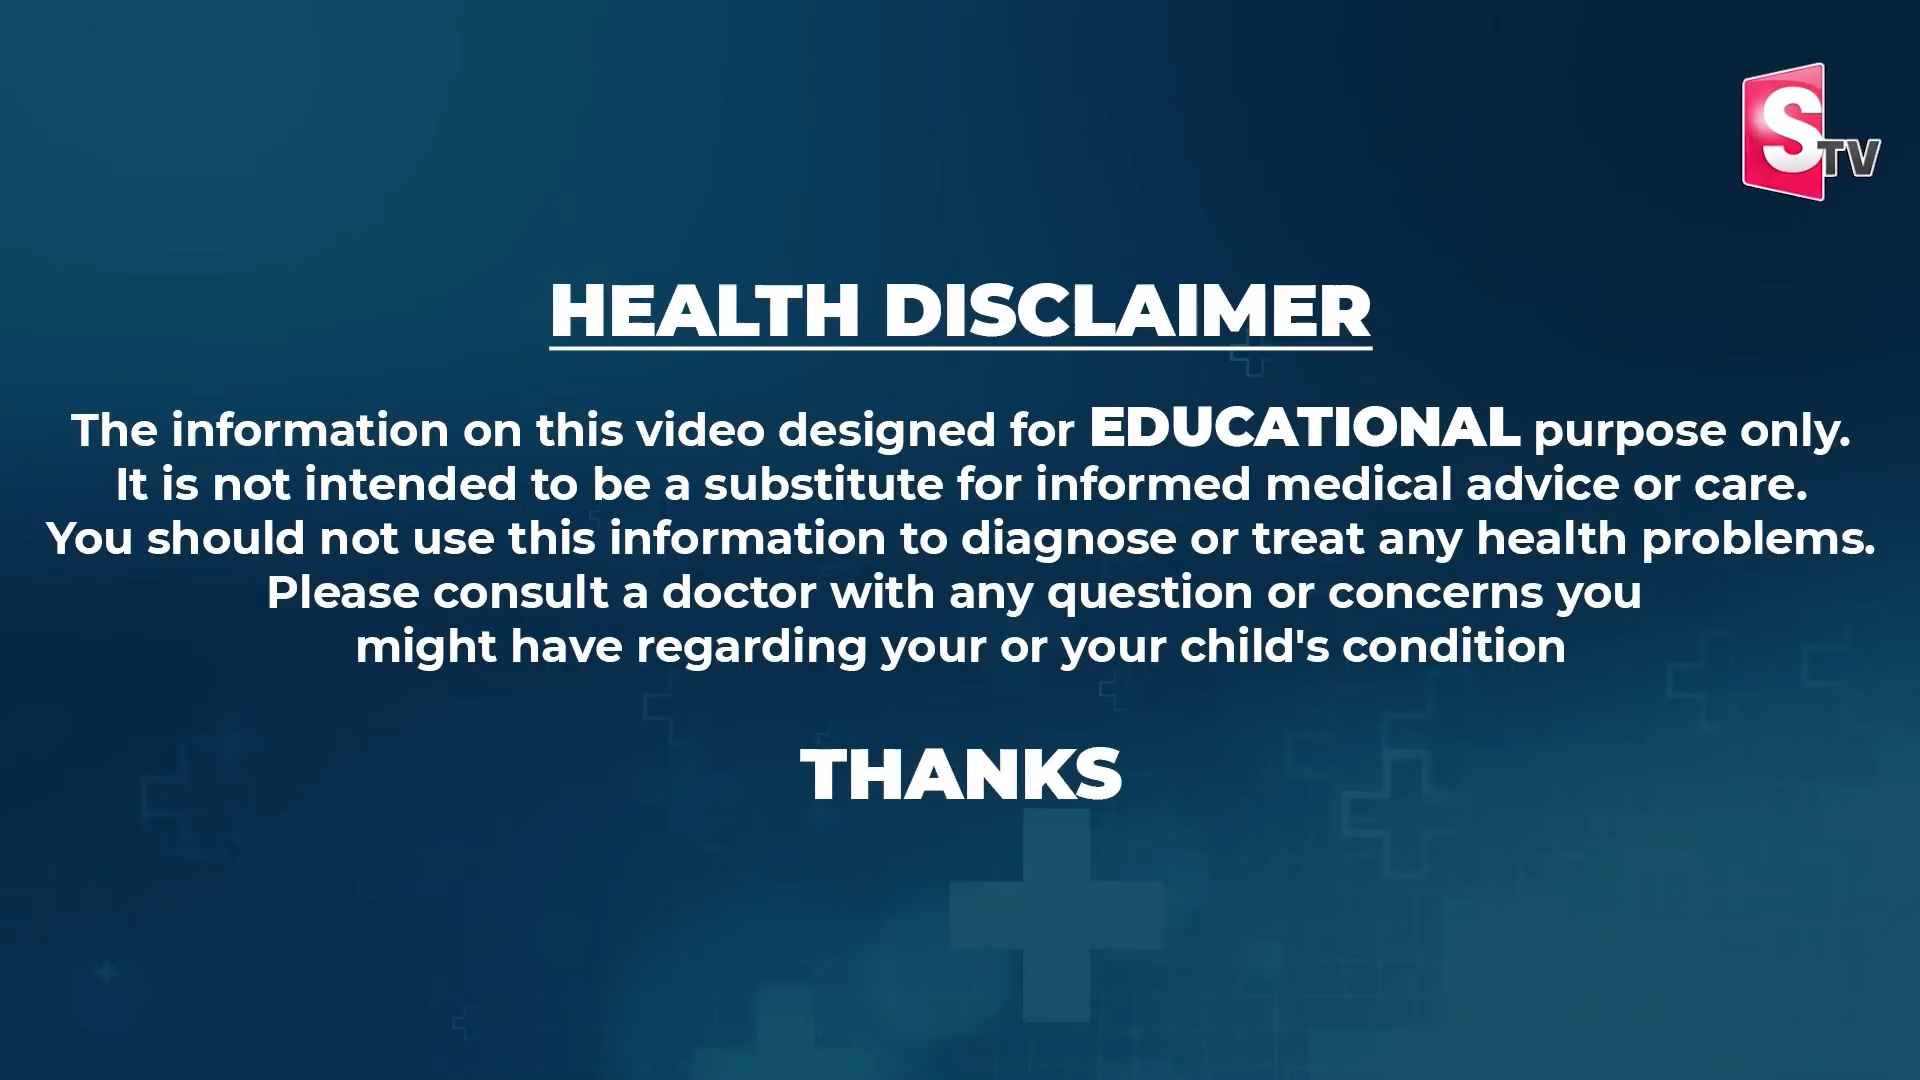 STV
HEALTH DISCLAIMER
The information on this video designed for EDUCATIONAL purpose only.
It is not intended to be a substitute for informed medical advice or care.
You should not use this information to diagnose or treat any health problems.
Please consult a doctor with any question or concerns you
might have regarding your or your child's condition
THANKS